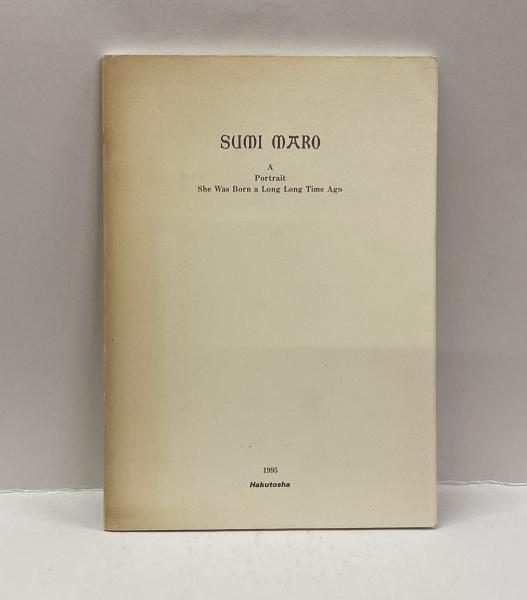 SUMI MARO
A
Portrait
She Was Born a Long Long Time Ago
1995
Hakutosha